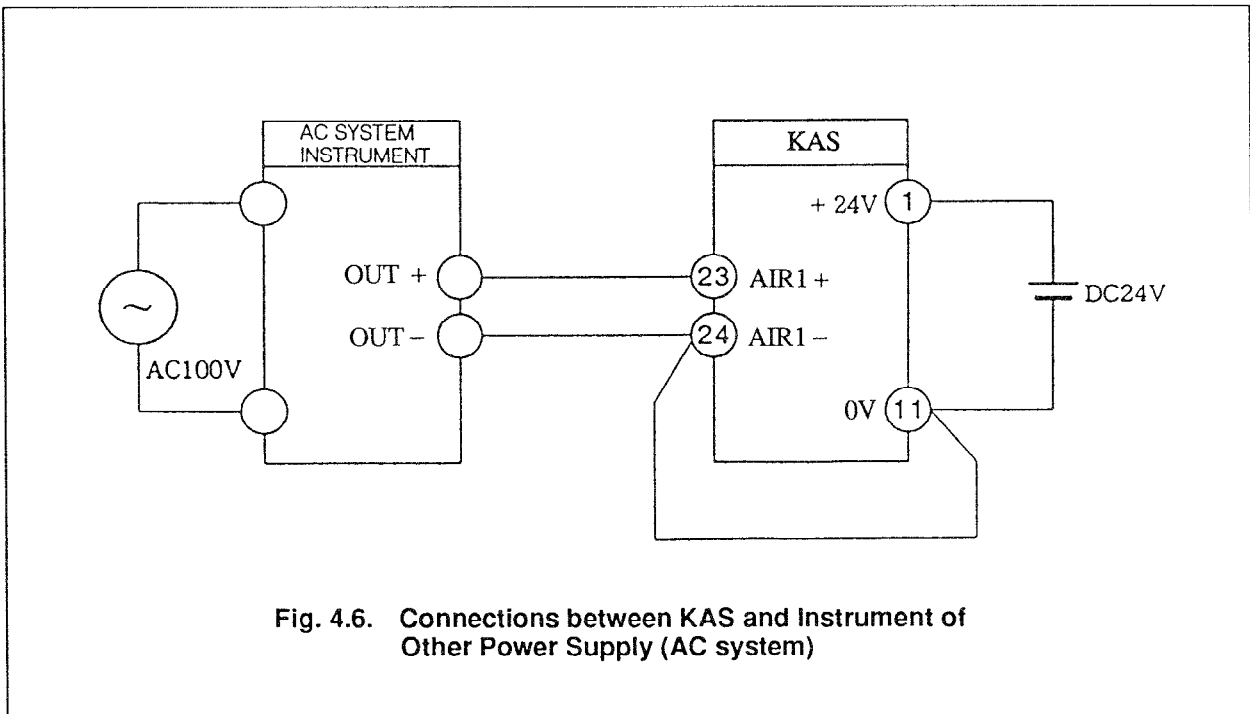 AC SYSTEM
INSTRUMENT
KAS
+ 24V
1
OUT +
23
AIR1 +
DC24V
OUT –
24
AIR1 –
~
AC100V
0V
11
Fig. 4.6. Connections between KAS and Instrument of
Other Power Supply (AC system)